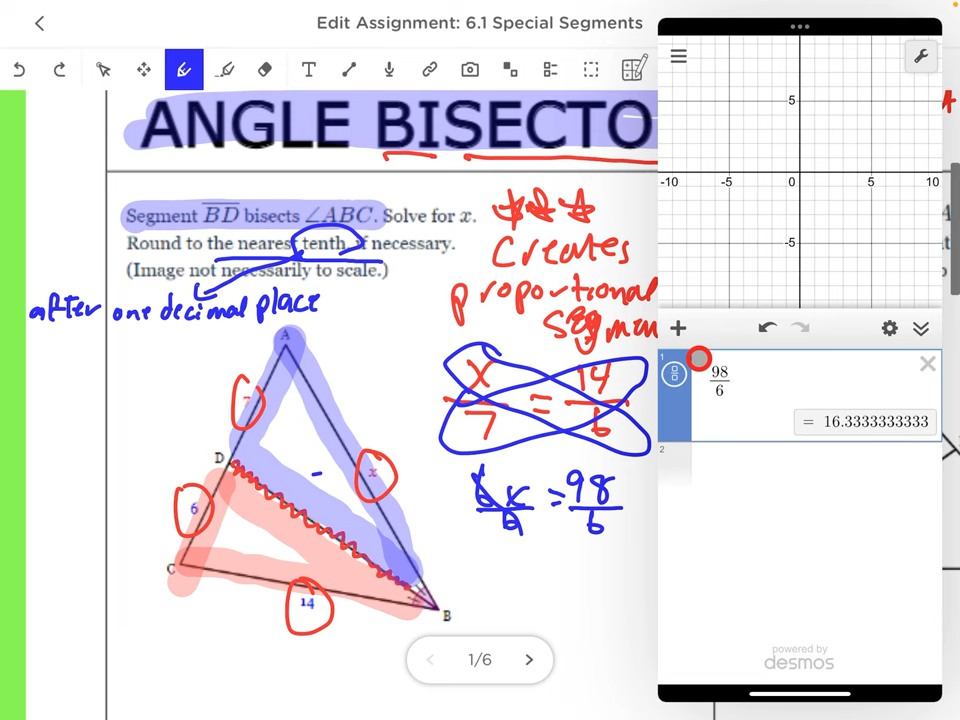 Edit Assignment: 6.1 Special Segments
T
ANGLE BISECTO
Segment BD bisects ∠ABC. Solve for x.
Round to the nearest tenth, if necessary.
(Image not necessarily to scale.)
after one decimal place
Creates
proportional
A
7
D
x
6
C
14
B
x/7 = 14/6
6x/6 = 98/6
1/6
5
-10 -5 0 5 10
-5
1
98/6
= 16.3333333333
2
powered by
desmos